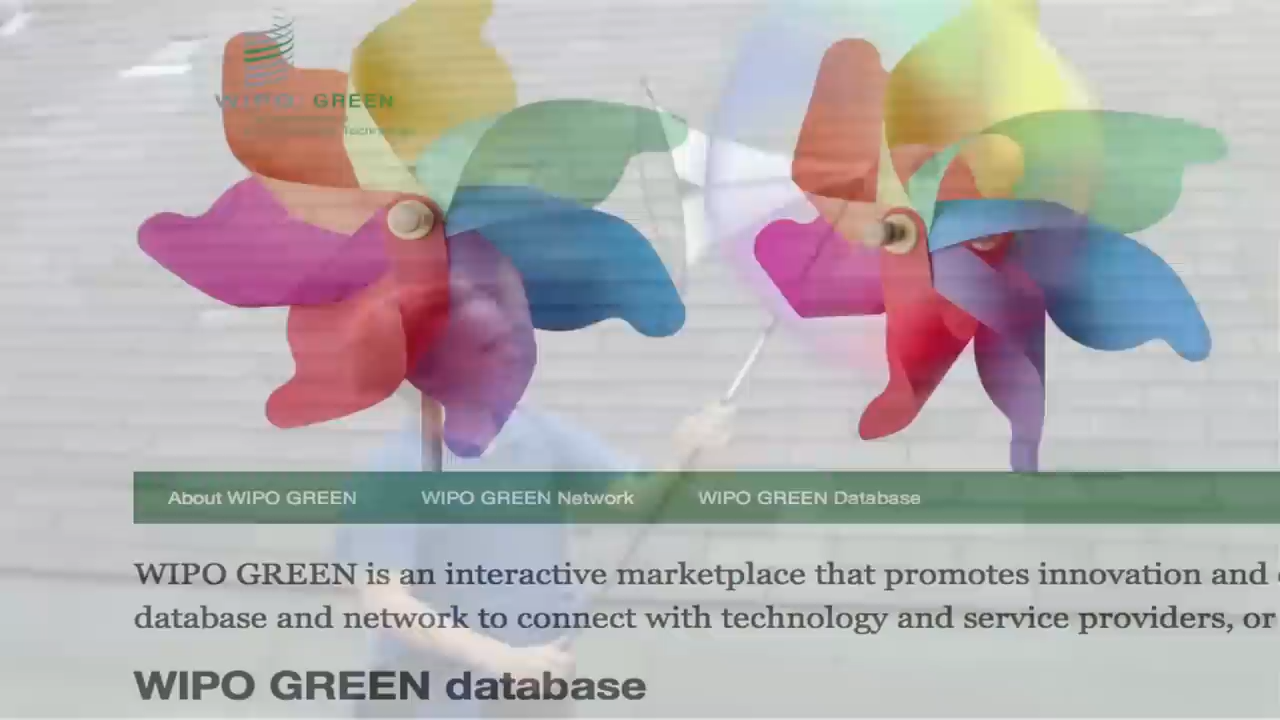 WIPO GREEN
About WIPO GREEN WIPO GREEN Network WIPO GREEN Database
WIPO GREEN is an interactive marketplace that promotes innovation and
database and network to connect with technology and service providers, or
WIPO GREEN database